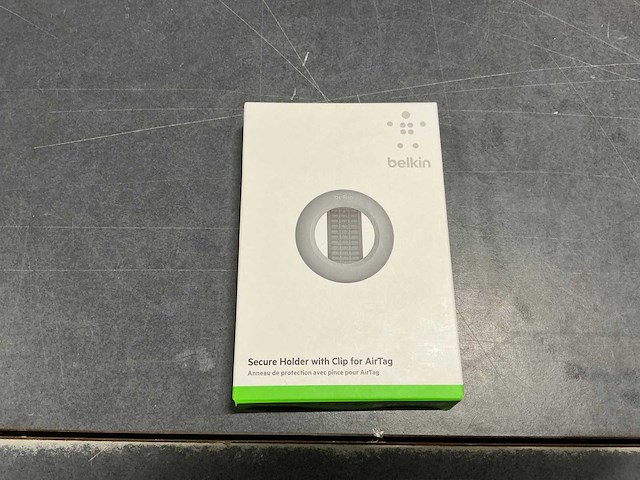 belkin
Secure Holder with Clip for AirTag
Anneau de protection avec pince pour AirTag